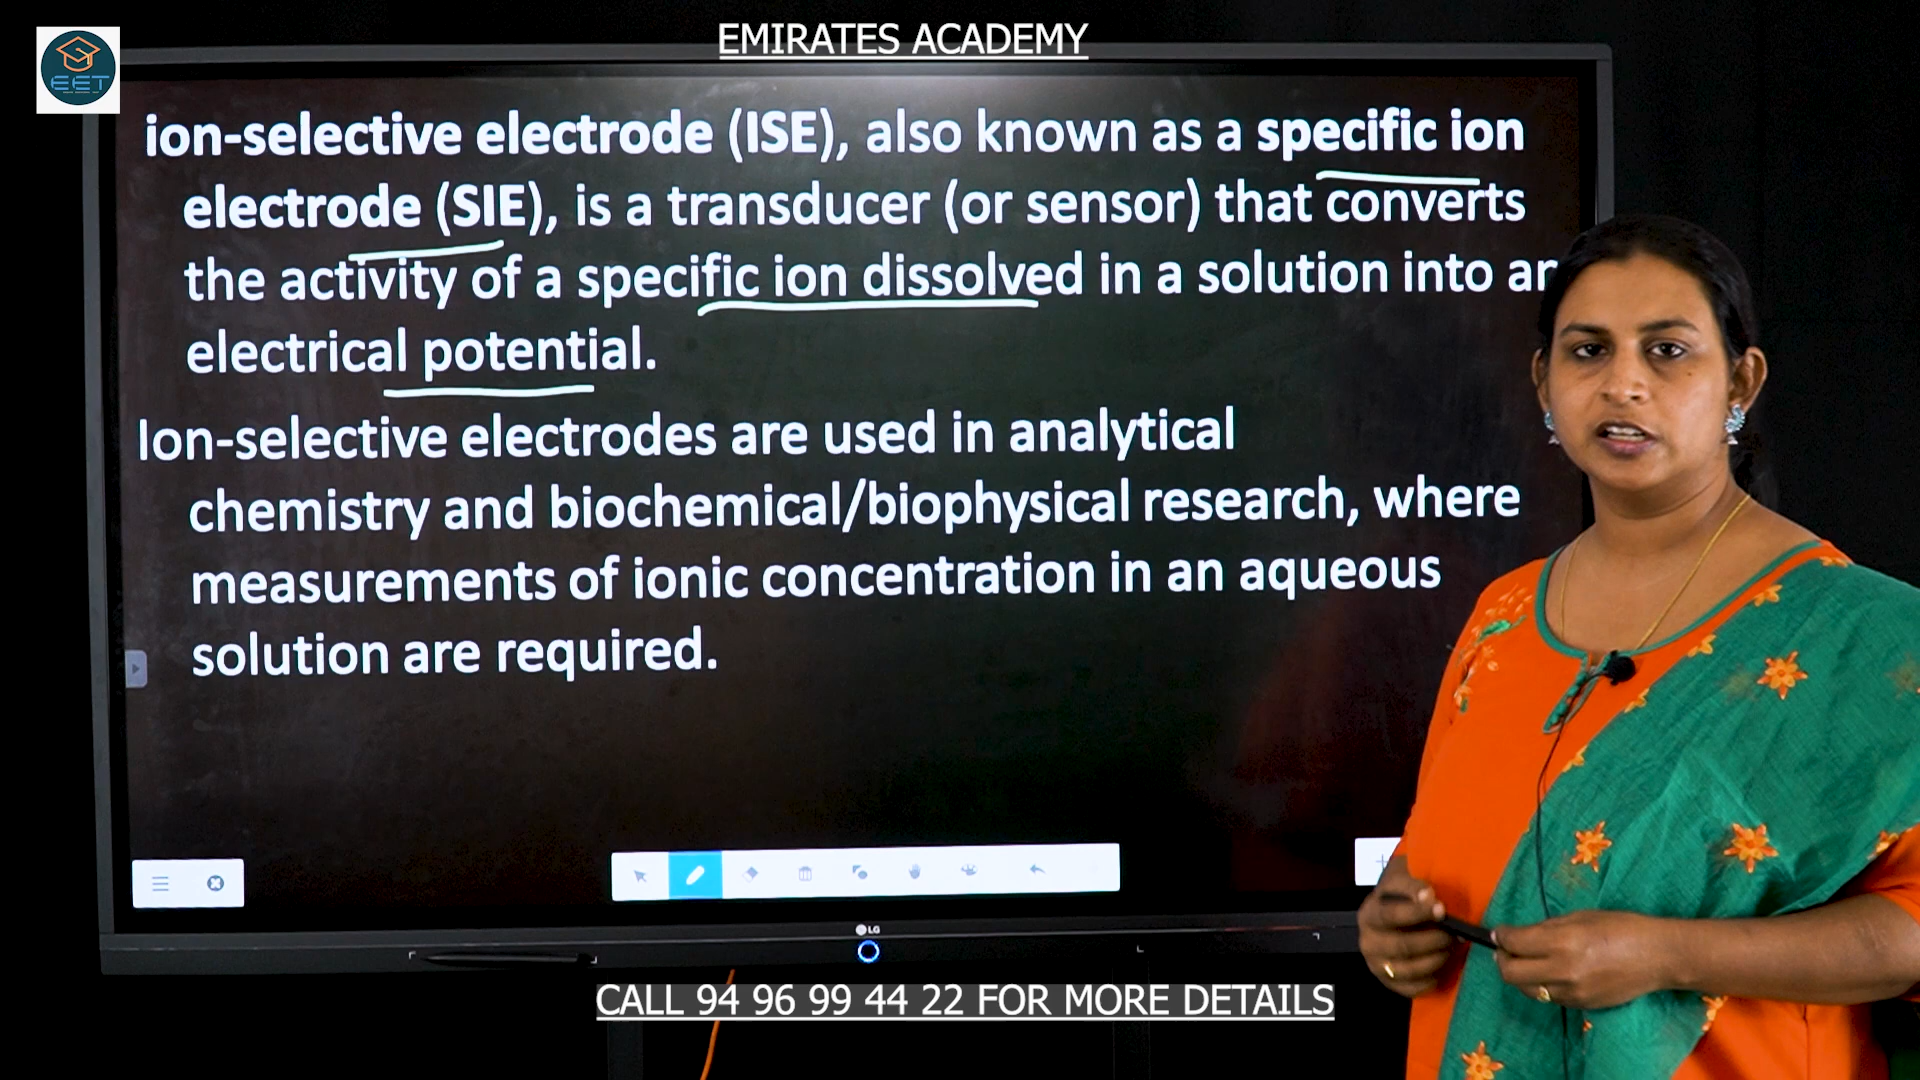 EMIRATES ACADEMY
EET
ion-selective electrode (ISE), also known as a specific ion
electrode (SIE), is a transducer (or sensor) that converts
the activity of a specific ion dissolved in a solution into an
electrical potential.
Ion-selective electrodes are used in analytical
chemistry and biochemical/biophysical research, where
measurements of ionic concentration in an aqueous
solution are required.
LG
CALL 94 96 99 44 22 FOR MORE DETAILS